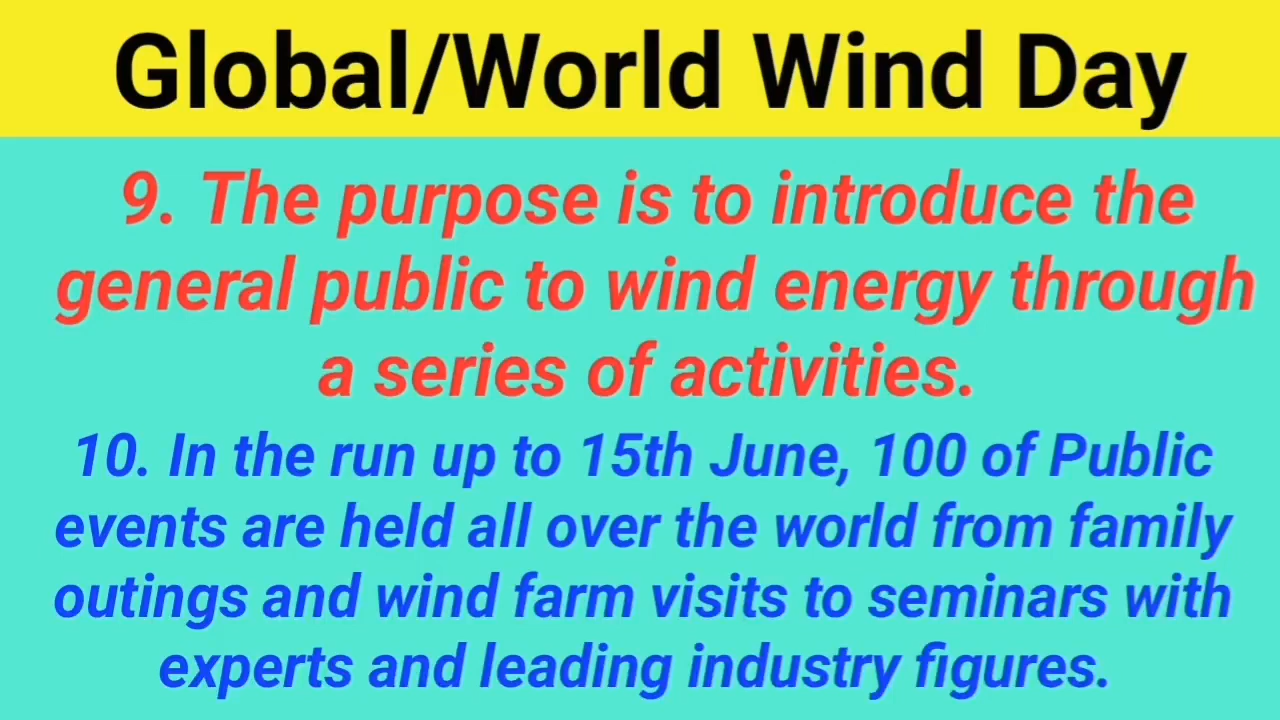 Global/World Wind Day
9. The purpose is to introduce the
general public to wind energy through
a series of activities.
10. In the run up to 15th June, 100 of Public
events are held all over the world from family
outings and wind farm visits to seminars with
experts and leading industry figures.